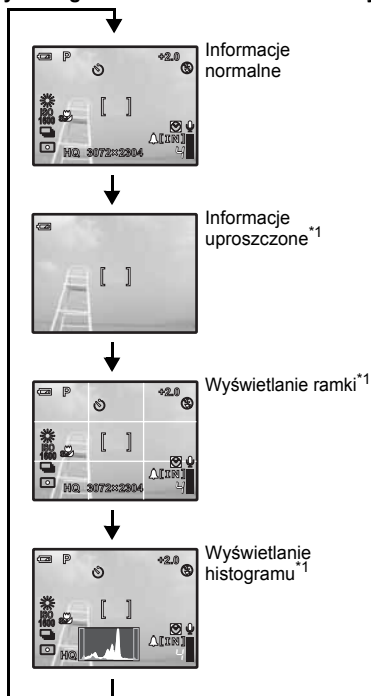 P +2.0
Informacje
normalne
[ ]
ISO
1600
[IN]
HQ 3072×2304 4
Informacje
uproszczone*1
[ ]
P +2.0
Wyświetlanie ramki*1
[ ]
ISO
1600
[IN]
HQ 3072×2304 4
P +2.0
Wyświetlanie
histogramu*1
[ ]
ISO
1600
[IN]
HQ 4